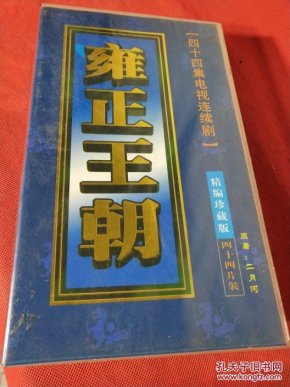 【四十四集电视连续剧】
雍正王朝
精编珍藏版
四十四片装
原著：二月河
孔夫子旧书网